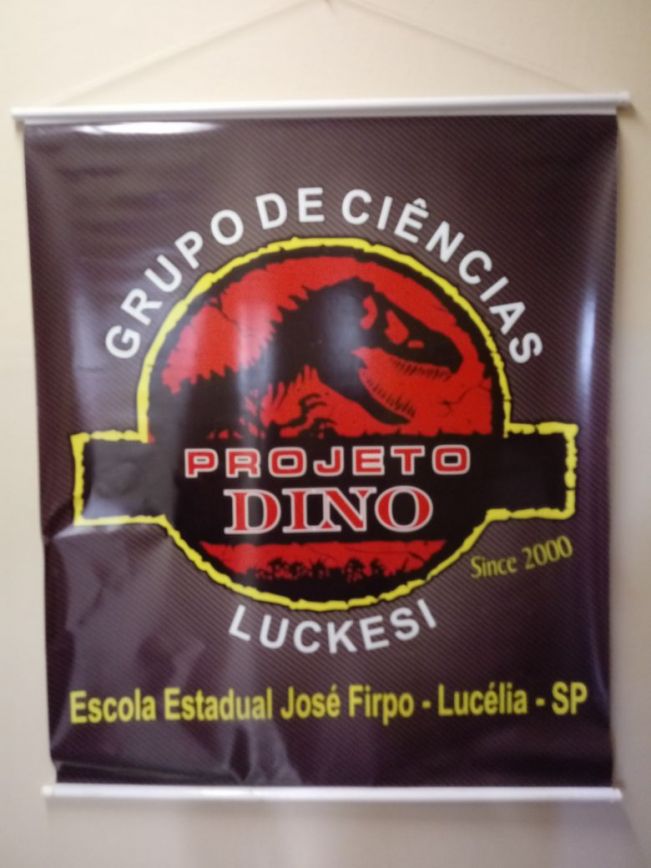 GRUPO DE CIÊNCIAS
PROJETO
DINO
Since 2000
LUCKESI
Escola Estadual José Firpo - Lucélia - SP